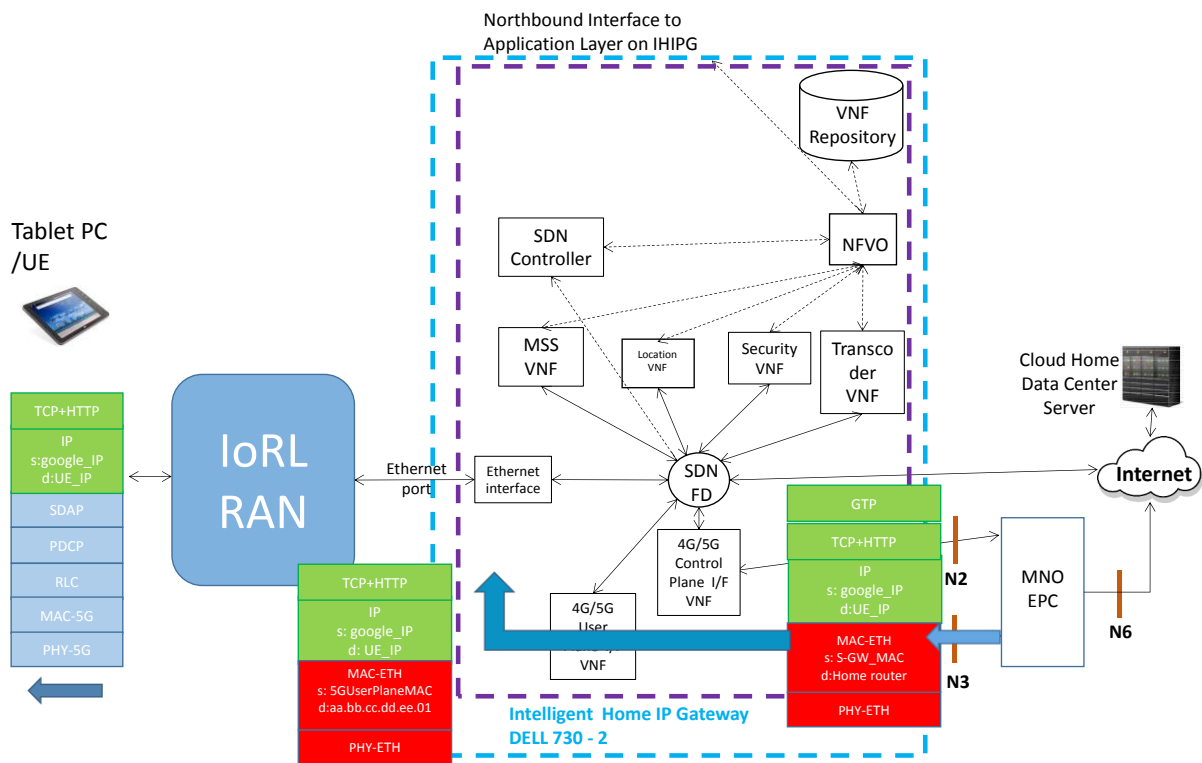 Northbound Interface to
Application Layer on IHIPG
VNF
Repository
Tablet PC
/UE
SDN
Controller
NFVO
MSS
VNF
Location
VNF
Security
VNF
Transco
der
VNF
Cloud Home
Data Center
Server
TCP+HTTP
IP
s:google_IP
d:UE_IP
SDAP
PDCP
RLC
MAC-5G
PHY-5G
IoRL
RAN
Ethernet
port
Ethernet
interface
SDN
FD
Internet
GTP
TCP+HTTP
IP
s: google_IP
d:UE_IP
MAC-ETH
s: S-GW_MAC
d:Home router
PHY-ETH
4G/5G
Control
Plane I/F
VNF
4G/5G
User
VNF
N2
N3
MNO
EPC
N6
TCP+HTTP
IP
s: google_IP
d: UE_IP
MAC-ETH
s: 5GUserPlaneMAC
d:aa.bb.cc.dd.ee.01
PHY-ETH
Intelligent Home IP Gateway
DELL 730 - 2